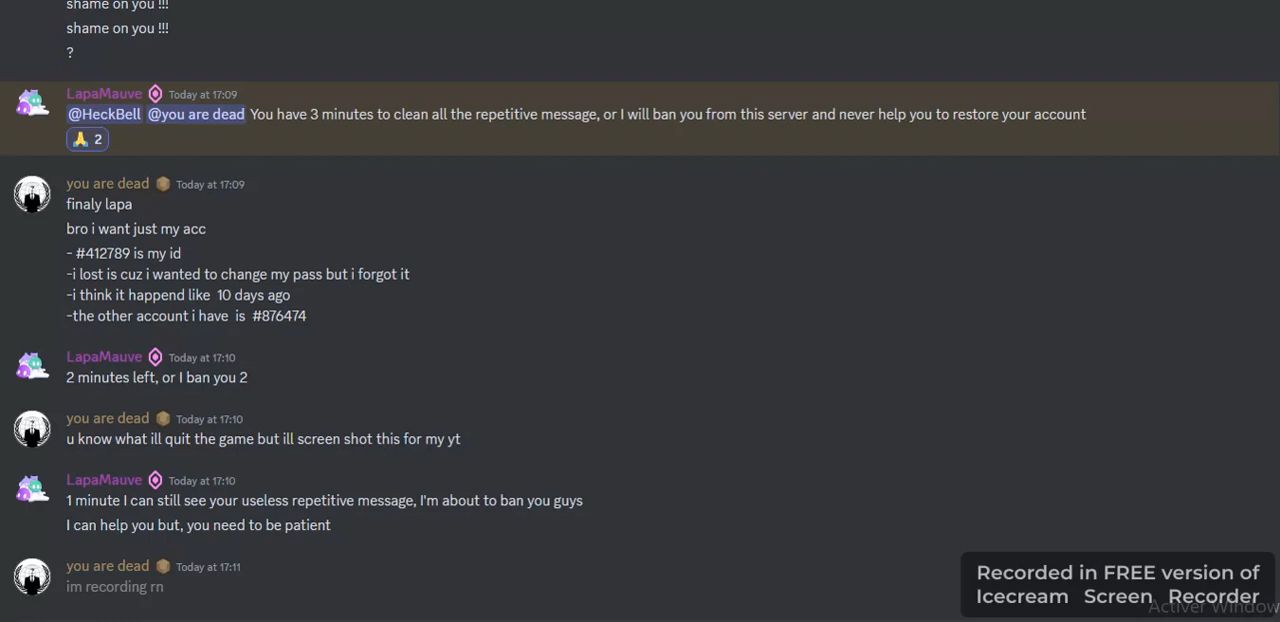 shame on you !!!
shame on you !!!
?
LapaMauve Today at 17:09
@HeckBell @you are dead You have 3 minutes to clean all the repetitive message, or I will ban you from this server and never help you to restore your account
2
you are dead Today at 17:09
finaly lapa
bro i want just my acc
- #412789 is my id
-i lost is cuz i wanted to change my pass but i forgot it
-i think it happend like 10 days ago
-the other account i have is #876474
LapaMauve Today at 17:10
2 minutes left, or I ban you 2
you are dead Today at 17:10
u know what ill quit the game but ill screen shot this for my yt
LapaMauve Today at 17:10
1 minute I can still see your useless repetitive message, I'm about to ban you guys
I can help you but, you need to be patient
you are dead Today at 17:11
im recording rn
Recorded in FREE version of
Icecream Screen Recorder
Activer Window